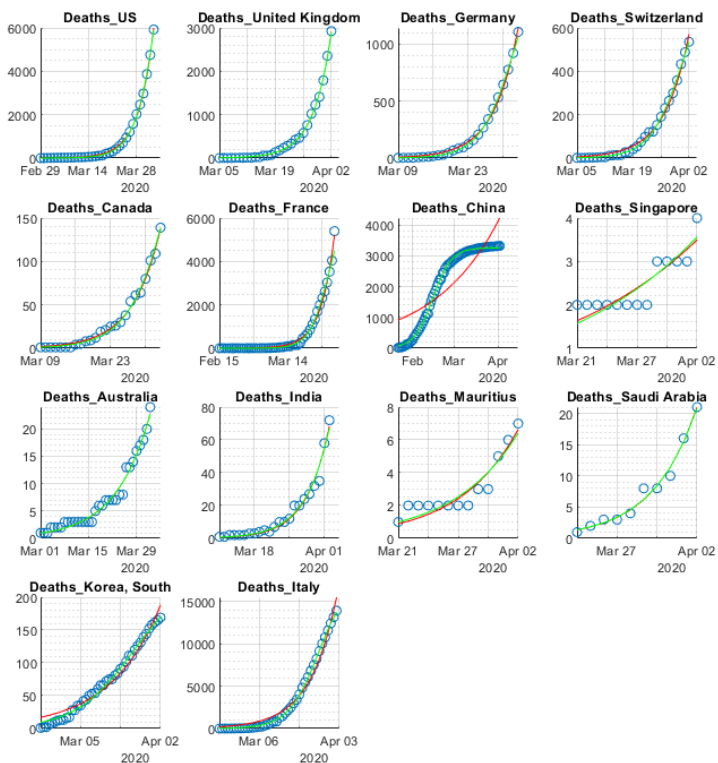 Deaths_US
6000
4000
2000
0
Feb 29 Mar 14 Mar 28
2020
Deaths_United Kingdom
3000
2000
1000
0
Mar 05 Mar 19 Apr 02
2020
Deaths_Germany
1000
500
0
Mar 09 Mar 23
2020
Deaths_Switzerland
600
400
200
0
Mar 05 Mar 19 Apr 02
2020
Deaths_Canada
150
100
50
0
Mar 09 Mar 23
2020
Deaths_France
6000
4000
2000
0
Feb 15 Mar 14
2020
Deaths_China
4000
3000
2000
1000
0
Feb Mar Apr
2020
Deaths_Singapore
4
3
2
1
Mar 21 Mar 27 Apr 02
2020
Deaths_Australia
20
15
10
5
0
Mar 01 Mar 15 Mar 29
2020
Deaths_India
80
60
40
20
0
Mar 18 Apr 01
2020
Deaths_Mauritius
8
6
4
2
0
Mar 21 Mar 27 Apr 02
2020
Deaths_Saudi Arabia
20
15
10
5
0
Mar 27 Apr 02
2020
Deaths_Korea, South
200
150
100
50
0
Mar 05 Apr 02
2020
Deaths_Italy
15000
10000
5000
0
Mar 06 Apr 03
2020